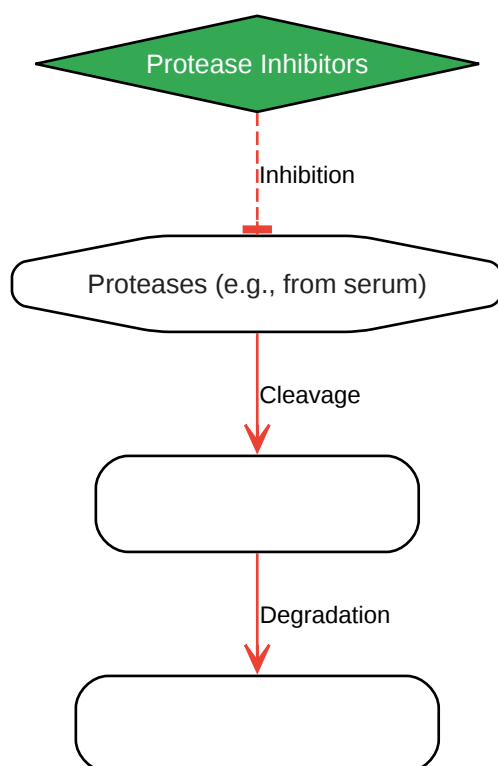 Protease Inhibitors
Inhibition
Proteases (e.g., from serum)
Cleavage
Degradation